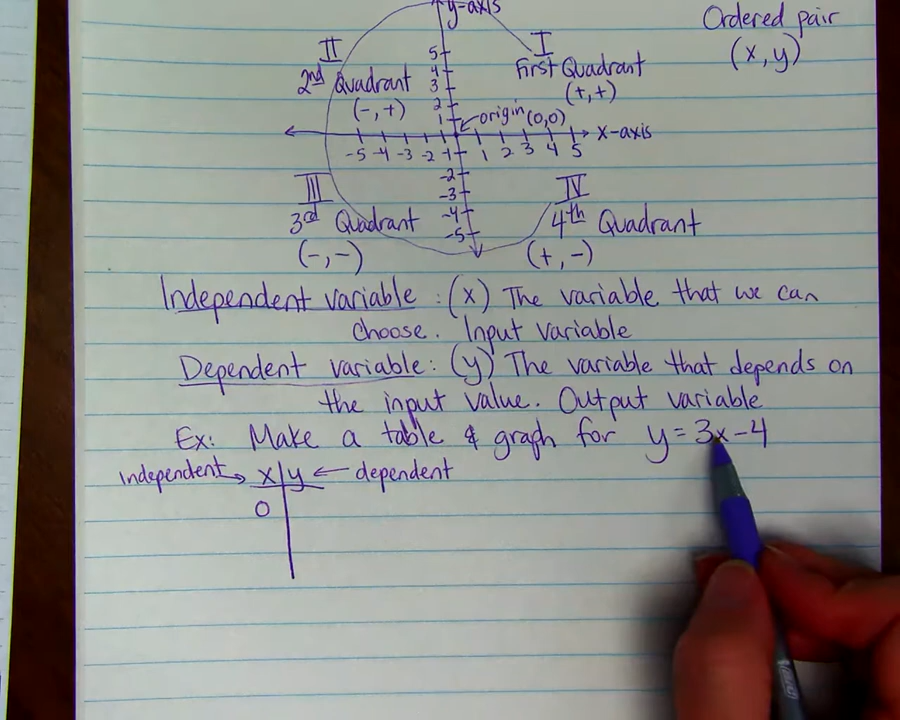 y-axis
Ordered pair
(x,y)
II
2nd Quadrant
(-,+)
I
First Quadrant
(+,+)
5
4
3
2
1
origin (0,0)
x-axis
-5 -4 -3 -2 -1 1 2 3 4 5
-2
-3
-4
-5
III
3rd Quadrant
(-,-)
IV
4th Quadrant
(+,-)
Independent variable : (x) The variable that we can
choose. Input variable
Dependent variable: (y) The variable that depends on
the input value. Output variable
Ex: Make a table & graph for y=3x-4
independent x y dependent
0